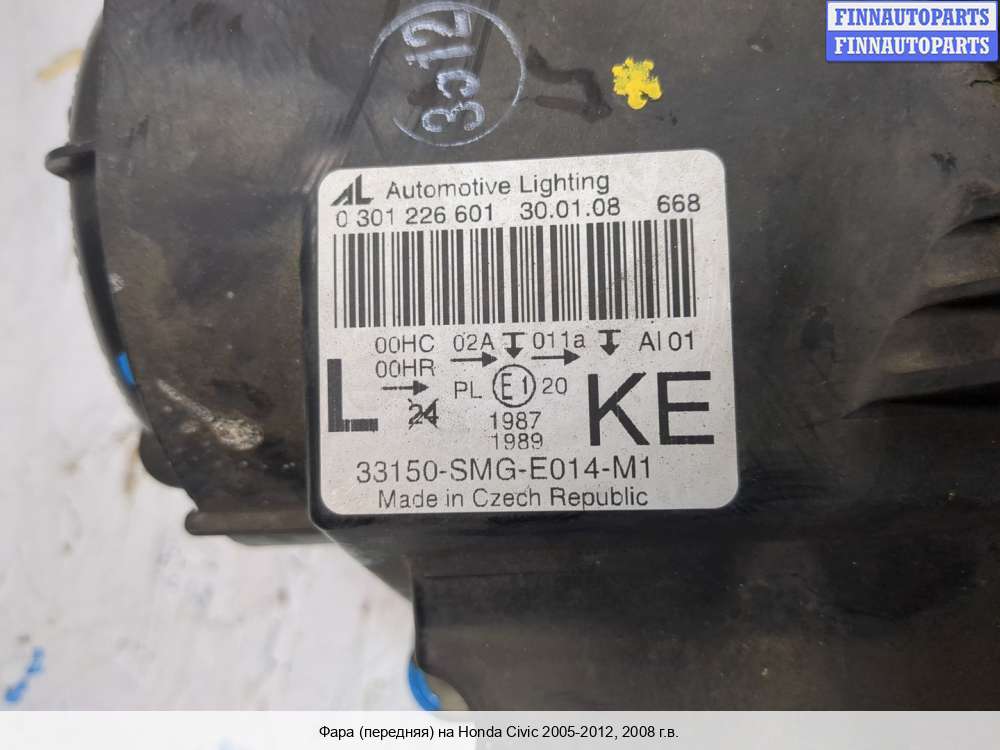 FINNAUTOPARTS
FINNAUTOPARTS
AL Automotive Lighting
0 301 226 601 30.01.08 668
00HC 02A 011a AI 01
00HR
L PL E1 20 KE
24
1987
1989
33150-SMG-E014-M1
Made in Czech Republic
Фара (передняя) на Honda Civic 2005-2012, 2008 г.в.